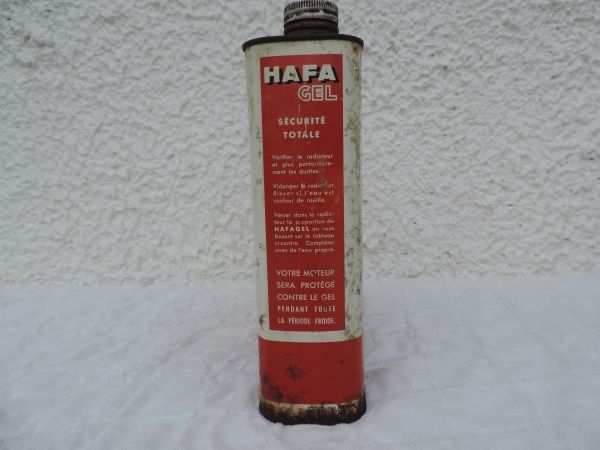 HAFA
GEL
SÉCURITÉ
TOTALE
Vérifier le radiateur
et plus particulière-
ment les durites.
Vidanger le radiateur
Rincer si l'eau est
couleur de rouille.
Verser dans le radia-
teur la proportion de
HAFAGEL en vous
basant sur le tableau
ci-contre. Compléter
avec de l'eau propre.
VOTRE MOTEUR
SERA PROTÉGÉ
CONTRE LE GEL
PENDANT TOUTE
LA PÉRIODE FROIDE.